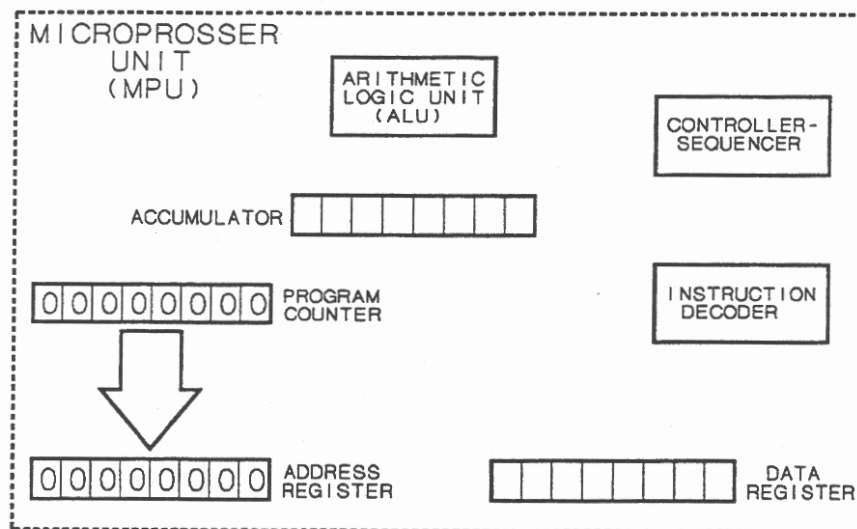 MICROPROSSER
UNIT
(MPU)
ARITHMETIC
LOGIC UNIT
(ALU)
CONTROLLER-
SEQUENCER
ACCUMULATOR
00000000
PROGRAM
COUNTER
INSTRUCTION
DECODER
00000000
ADDRESS
REGISTER
DATA
REGISTER